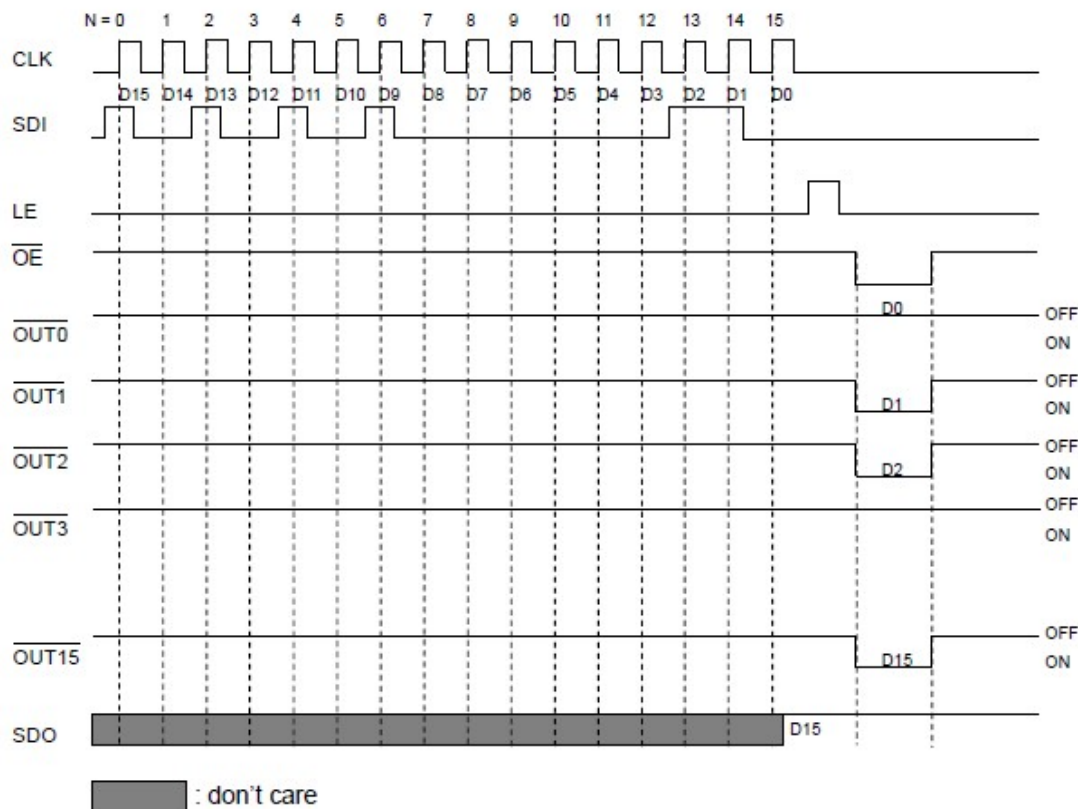 N = 0 1 2 3 4 5 6 7 8 9 10 11 12 13 14 15
CLK
D15 D14 D13 D12 D11 D10 D9 D8 D7 D6 D5 D4 D3 D2 D1 D0
SDI
LE
OE
D0
OFF
OUT0
ON
OFF
OUT1
D1
ON
OFF
OUT2
D2
ON
OFF
OUT3
ON
OFF
OUT15
D15
ON
SDO
D15
: don't care